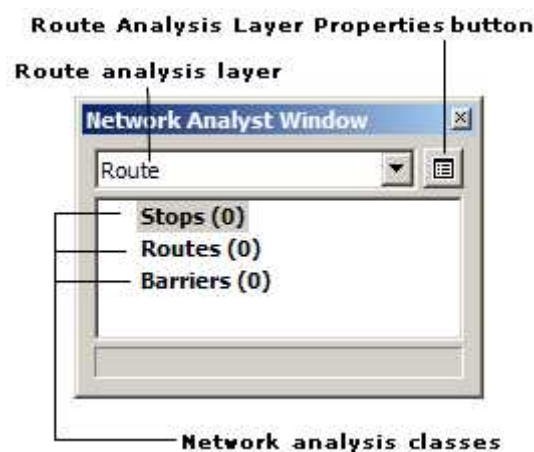 Route Analysis Layer Properties button
Route analysis layer
Network Analyst Window
Route
Stops (0)
Routes (0)
Barriers (0)
Network analysis classes